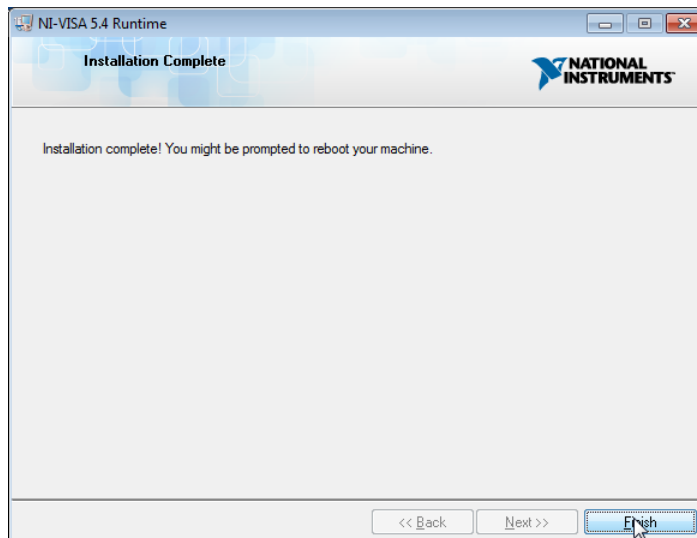 NI-VISA 5.4 Runtime
Installation Complete
NATIONAL
INSTRUMENTS™
Installation complete! You might be prompted to reboot your machine.
<< Back
Next >>
Finish